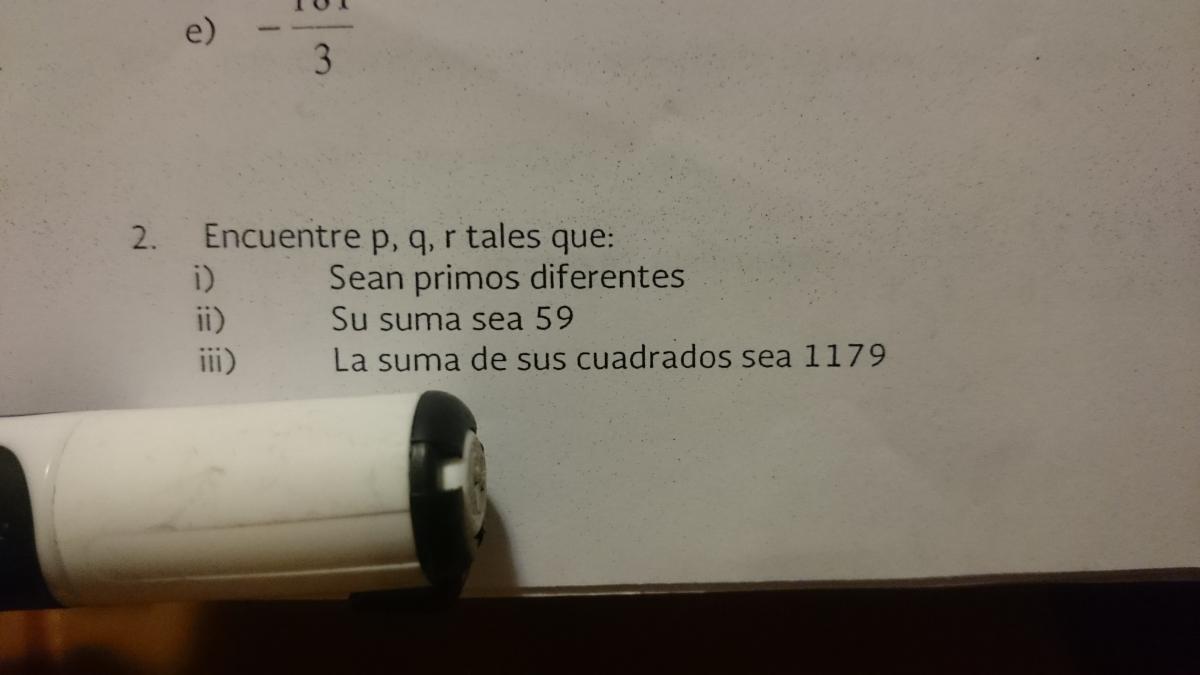 e) -
3
2. Encuentre p, q, r tales que:
i) Sean primos diferentes
ii) Su suma sea 59
iii) La suma de sus cuadrados sea 1179